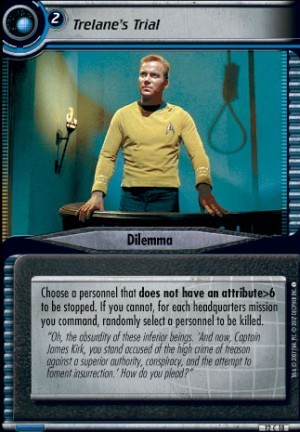 2
Trelane's Trial
Dilemma
Choose a personnel that does not have an attribute>6
to be stopped. If you cannot, for each headquarters mission
you command, randomly select a personnel to be killed.
"Oh, the absurdity of these inferior beings. 'And now, Captain
James Kirk, you stand accused of the high crime of treason
against a superior authority, conspiracy, and the attempt to
foment insurrection.' How do you plead?"